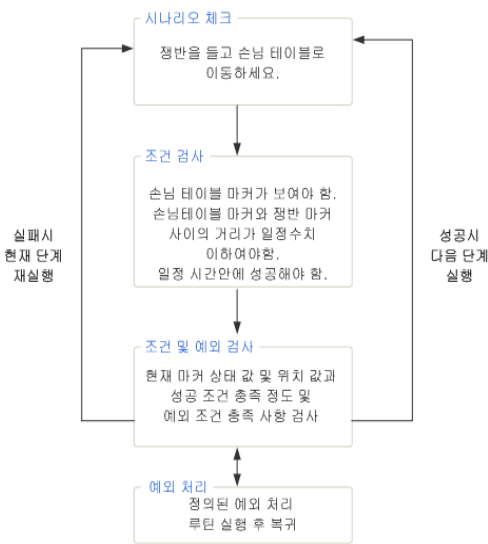 시나리오 체크
쟁반을 들고 손님 테이블로
이동하세요.
조건 검사
손님 테이블 마커가 보여야 함.
손님테이블 마커와 쟁반 마커
사이의 거리가 일정수치
이하여야함.
일정 시간안에 성공해야 함.
실패시
현재 단계
재실행
성공시
다음 단계
실행
조건 및 예외 검사
현재 마커 상태 값 및 위치 값과
성공 조건 충족 정도 및
예외 조건 충족 사항 검사
예외 처리
정의된 예외 처리
루틴 실행 후 복귀